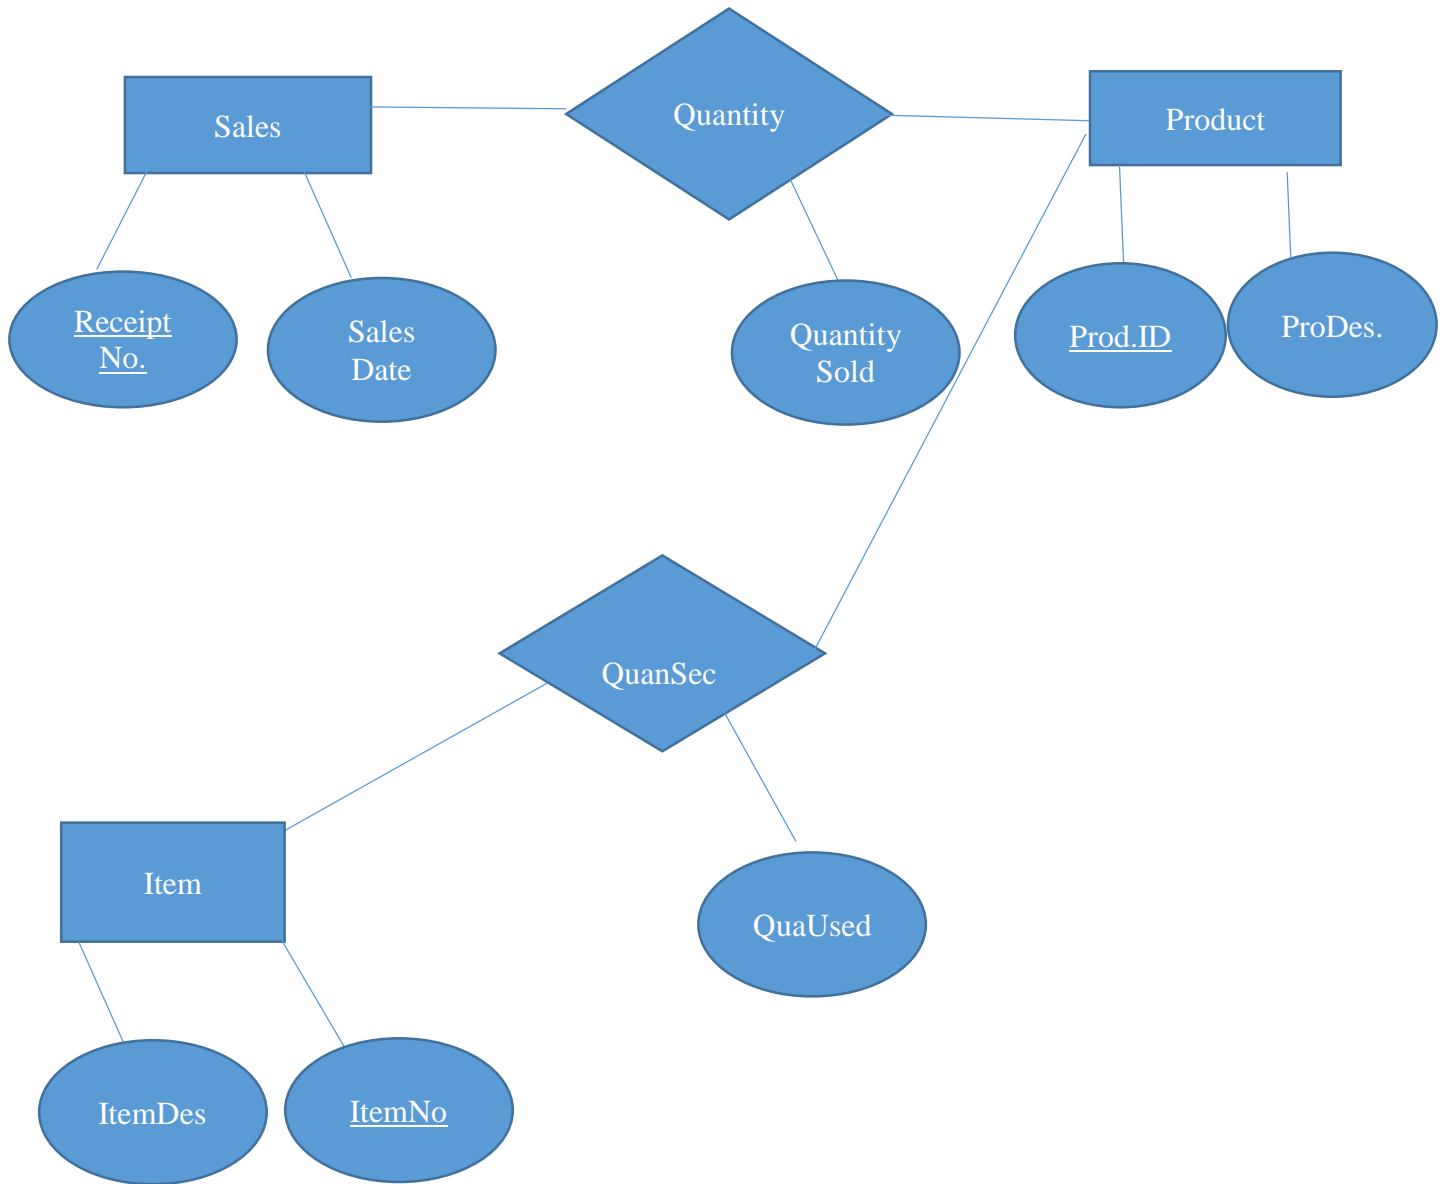 Sales
Quantity
Product
Receipt
No.
Sales
Date
Quantity
Sold
Prod.ID
ProDes.
QuanSec
Item
QuaUsed
ItemDes
ItemNo